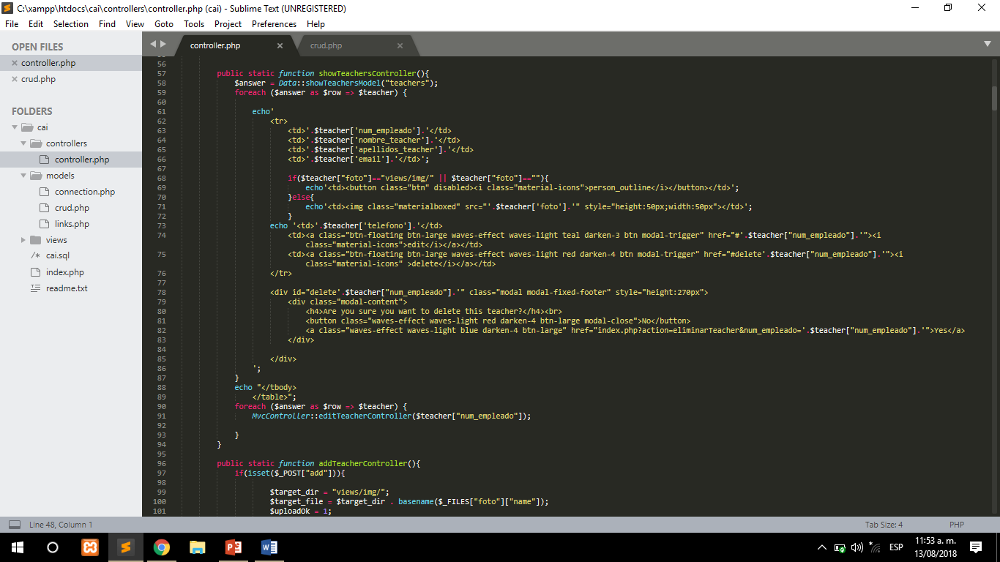 C:\xampp\htdocs\cai\controllers\controller.php (cai) - Sublime Text (UNREGISTERED)
File Edit Selection Find View Goto Tools Project Preferences Help
OPEN FILES
controller.php
crud.php
FOLDERS
cai
controllers
controller.php
models
connection.php
crud.php
links.php
views
cai.sql
index.php
readme.txt
controller.php crud.php
56
57 public static function showTeachersController(){
58 $answer = Data::showTeachersModel("teachers");
59 foreach ($answer as $row => $teacher) {
60
61 echo'
62 <tr>
63 <td>'.$teacher['num_empleado'].'</td>
64 <td>'.$teacher['nombre_teacher'].'</td>
65 <td>'.$teacher['apellidos_teacher'].'</td>
66 <td>'.$teacher['email'].'</td>';
67
68 if($teacher["foto"]=="views/img/" || $teacher["foto"]==""){
69 echo'<td><button class="btn" disabled><i class="material-icons">person_outline</i></button></td>';
70 }else{
71 echo'<td><img class="materialboxed" src="'.$teacher['foto'].'" style="height:50px;width:50px"></td>';
72 }
73 echo '<td>'.$teacher['telefono'].'</td>
74 <td><a class="btn-floating btn-large waves-effect waves-light teal darken-3 btn modal-trigger" href="#'.$teacher["num_empleado"].'"><i
class="material-icons">edit</i></a></td>
75 <td><a class="btn-floating btn-large waves-effect waves-light red darken-4 btn modal-trigger" href="#delete'.$teacher["num_empleado"].'"><i
class="material-icons" >delete</i></a></td>
76 </tr>
77
78 <div id="delete'.$teacher["num_empleado"].'" class="modal modal-fixed-footer" style="height:270px">
79 <div class="modal-content">
80 <h4>Are you sure you want to delete this teacher?</h4><br>
81 <button class="waves-effect waves-light red darken-4 btn-large modal-close">No</button>
82 <a class="waves-effect waves-light blue darken-4 btn-large" href="index.php?action=eliminarTeacher&num_empleado='.$teacher["num_empleado"].'">Yes</a>
83 </div>
84
85 </div>
86 ';
87 }
88 echo "</tbody>
89 </table>";
90 foreach ($answer as $row => $teacher) {
91 MvcController::editTeacherController($teacher["num_empleado"]);
92
93 }
94 }
95
96 public static function addTeacherController(){
97 if(isset($_POST["add"])){
98
99 $target_dir = "views/img/";
100 $target_file = $target_dir . basename($_FILES["foto"]["name"]);
101 $uploadOk = 1;
Line 48, Column 1 Tab Size: 4 PHP
ESP
11:53 a. m.
13/08/2018